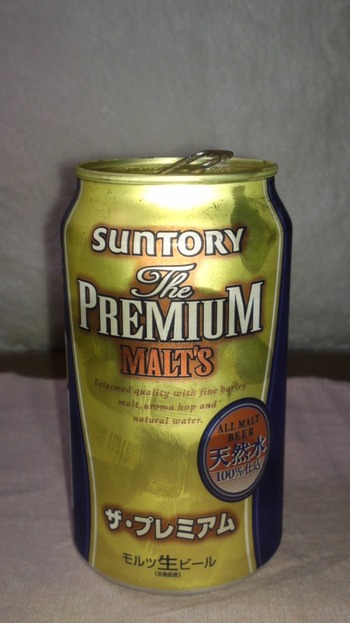 SUNTORY
The
PREMIUM
MALT'S
Esteemed quality with fine barley
malt, aroma hop and
natural water.
ALL MALT
BEER
天然水
100%仕込
ザ・プレミアム
モルツ生ビール